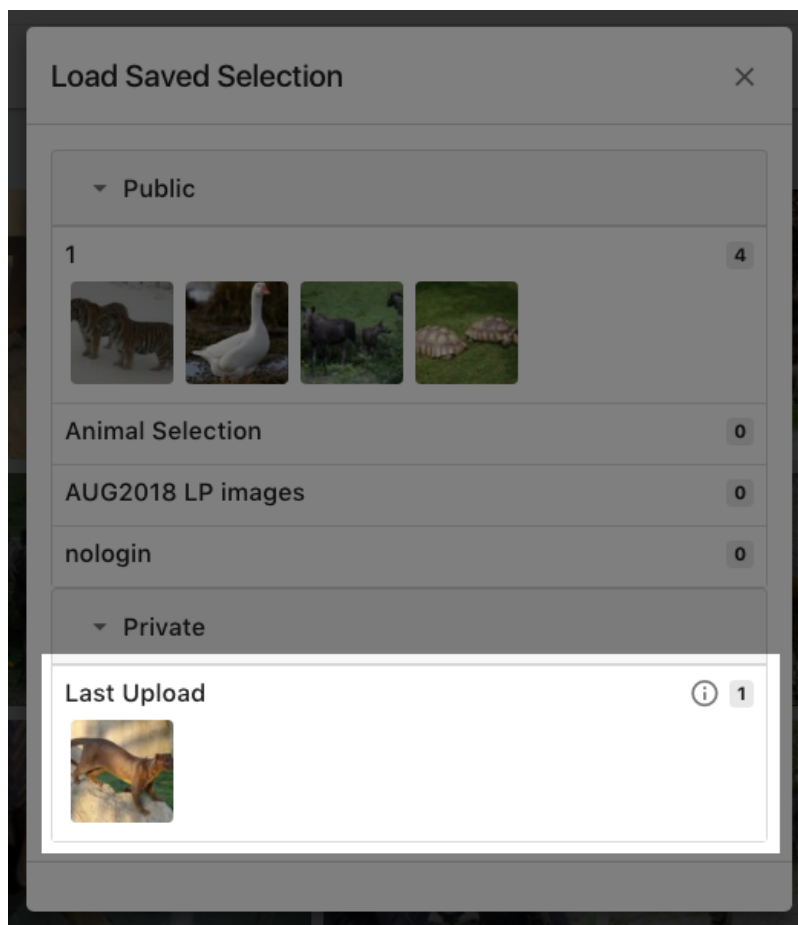 Load Saved Selection
Public
1 4
Animal Selection 0
AUG2018 LP images 0
nologin 0
Private
Last Upload 1